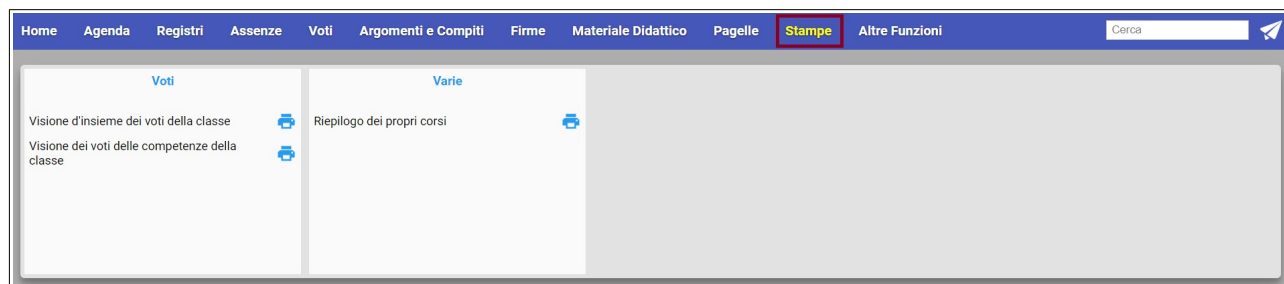 Home Agenda Registri Assenze Voti Argomenti e Compiti Firme Materiale Didattico Pagelle Stampe Altre Funzioni Cerca
Voti
Visione d'insieme dei voti della classe
Visione dei voti delle competenze della
classe
Varie
Riepilogo dei propri corsi